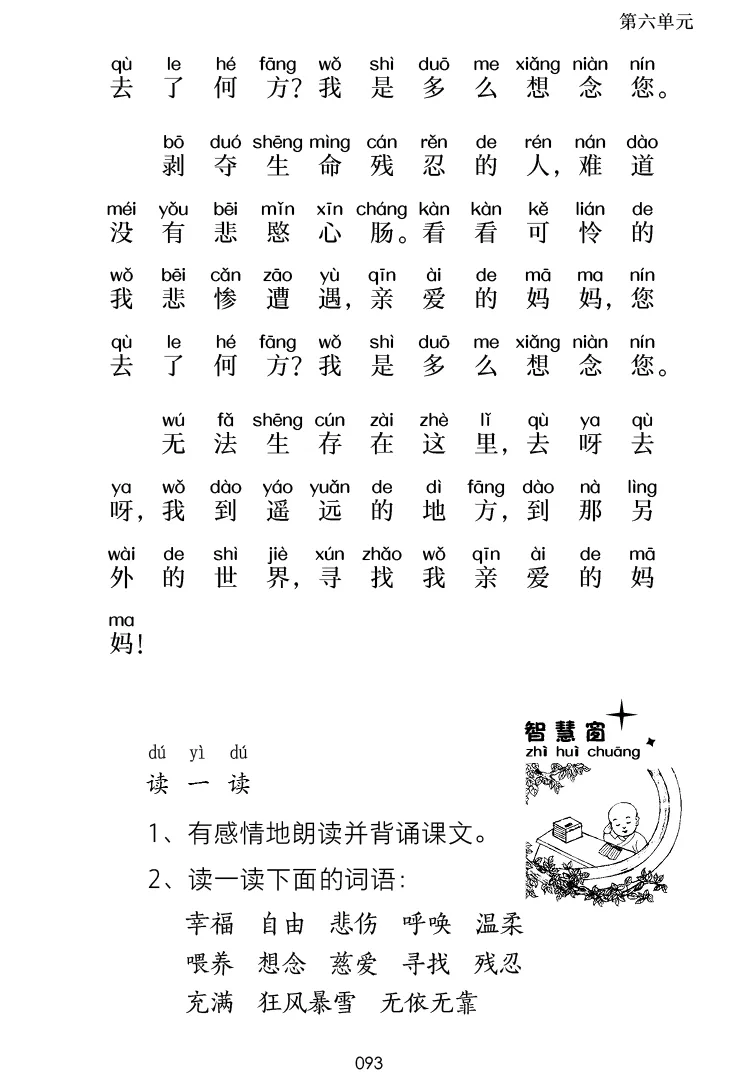 第六单元
qù le hé fāng wǒ shì duō me xiǎng niàn nín
去了何方？我是多么想念您。
bō duó shēng mìng cán rěn de rén nán dào
剥夺生命残忍的人，难道
méi yǒu bēi mǐn xīn cháng kàn kàn kě lián de
没有悲愍心肠。看看可怜的
wǒ bēi cǎn zāo yù qīn ài de mā ma nín
我悲惨遭遇，亲爱的妈妈，您
qù le hé fāng wǒ shì duō me xiǎng niàn nín
去了何方？我是多么想念您。
wú fǎ shēng cún zài zhè lǐ qù ya qù
无法生存在这里，去呀去
ya wǒ dào yáo yuǎn de dì fāng dào nà lìng
呀，我到遥远的地方，到那另
wài de shì jiè xún zhǎo wǒ qīn ài de mā
外的世界，寻找我亲爱的妈
ma
妈！
智慧窗
zhì huì chuāng
dú yì dú
读一读
1、有感情地朗读并背诵课文。
2、读一读下面的词语：
幸福 自由 悲伤 呼唤 温柔
喂养 想念 慈爱 寻找 残忍
充满 狂风暴雪 无依无靠
093